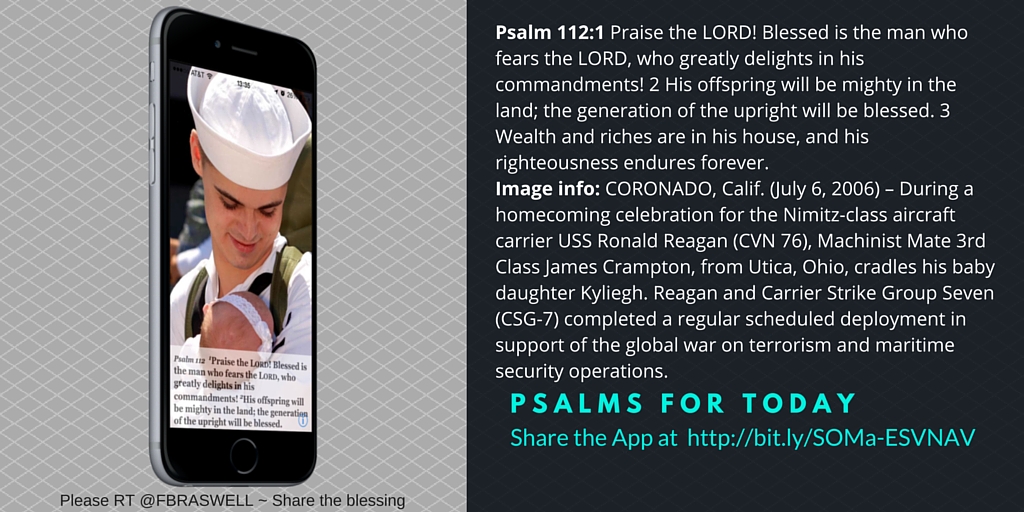 AT&T
13:35
Psalm 112 ¹Praise the LORD! Blessed is
the man who fears the LORD, who
greatly delights in his
commandments! ²His offspring will
be mighty in the land; the generation
of the upright will be blessed.
Please RT @FBRASWELL ~ Share the blessing
Psalm 112:1 Praise the LORD! Blessed is the man who
fears the LORD, who greatly delights in his
commandments! 2 His offspring will be mighty in the
land; the generation of the upright will be blessed. 3
Wealth and riches are in his house, and his
righteousness endures forever.
Image info: CORONADO, Calif. (July 6, 2006) – During a
homecoming celebration for the Nimitz-class aircraft
carrier USS Ronald Reagan (CVN 76), Machinist Mate 3rd
Class James Crampton, from Utica, Ohio, cradles his baby
daughter Kyliegh. Reagan and Carrier Strike Group Seven
(CSG-7) completed a regular scheduled deployment in
support of the global war on terrorism and maritime
security operations.
PSALMS FOR TODAY
Share the App at http://bit.ly/SOMa-ESVNAV